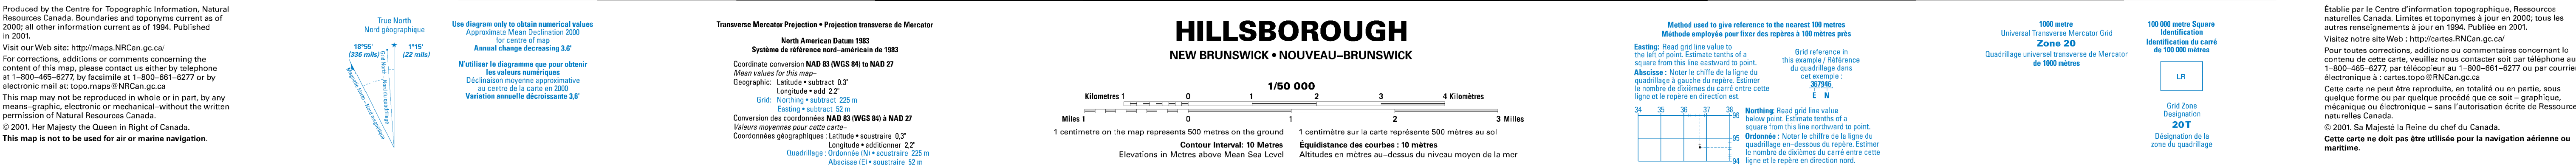 Produced by the Centre for Topographic Information, Natural
Resources Canada. Boundaries and toponyms current as of
2000; all other information current as of 1994. Published
in 2001.
Visit our Web site: http://maps.NRCan.gc.ca/
For corrections, additions or comments concerning the
content of this map, please contact us either by telephone
at 1-800-465-6277, by facsimile at 1-800-661-6277 or by
electronic mail at: topo.maps@NRCan.gc.ca
This map may not be reproduced in whole or in part, by any
means–graphic, electronic or mechanical–without the written
permission of Natural Resources Canada.
© 2001. Her Majesty the Queen in Right of Canada.
This map is not to be used for air or marine navigation.
True North
Nord géographique
18°55'
(336 mils)
1°15'
(22 mils)
Grid North - Nord du quadrillage
Magnetic North - Nord magnétique
Use diagram only to obtain numerical values
Approximate Mean Declination 2000
for centre of map
Annual change decreasing 3.6'
N'utiliser le diagramme que pour obtenir
les valeurs numériques
Déclinaison moyenne approximative
au centre de la carte en 2000
Variation annuelle décroissante 3,6'
Transverse Mercator Projection • Projection transverse de Mercator
North American Datum 1983
Système de référence nord-américain de 1983
Coordinate conversion NAD 83 (WGS 84) to NAD 27
Mean values for this map–
Geographic: Latitude • subtract 0.3"
Longitude • add 2.2"
Grid: Northing • subtract 225 m
Easting • subtract 52 m
Conversion des coordonnées NAD 83 (WGS 84) à NAD 27
Valeurs moyennes pour cette carte–
Coordonnées géographiques : Latitude • soustraire 0,3"
Longitude • additionner 2,2"
Quadrillage : Ordonnée (N) • soustraire 225 m
Abscisse (E) • soustraire 52 m
HILLSBOROUGH
NEW BRUNSWICK • NOUVEAU-BRUNSWICK
1/50 000
Kilometres 1 0 1 2 3 4 Kilomètres
Miles 1 0 1 2 3 Milles
1 centimetre on the map represents 500 metres on the ground
1 centimètre sur la carte représente 500 mètres au sol
Contour Interval: 10 Metres
Équidistance des courbes : 10 mètres
Elevations in Metres above Mean Sea Level
Altitudes en mètres au-dessus du niveau moyen de la mer
Method used to give reference to the nearest 100 metres
Méthode employée pour fixer des repères à 100 mètres près
Easting: Read grid line value to
the left of point. Estimate tenths of a
square from this line eastward to point.
Abscisse : Noter le chiffre de la ligne du
quadrillage à gauche du repère. Estimer
le nombre de dixièmes du carré entre cette
ligne et le repère en direction est.
Grid reference in
this example / Référence
du quadrillage dans
cet exemple :
367946
E N
34 35 36 37 38
96
95
94
Northing: Read grid line value
below point. Estimate tenths of a
square from this line northward to point.
Ordonnée : Noter le chiffre de la ligne du
quadrillage en-dessous du repère. Estimer
le nombre de dixièmes du carré entre cette
ligne et le repère en direction nord.
1000 metre
Universal Transverse Mercator Grid
Zone 20
Quadrillage universel transverse de Mercator
de 1000 mètres
100 000 metre Square
Identification
Identification du carré
de 100 000 mètres
LR
Grid Zone
Designation
20T
Désignation de la
zone du quadrillage
Établie par le Centre d'information topographique, Ressources
naturelles Canada. Limites et toponymes à jour en 2000; tous les
autres renseignements à jour en 1994. Publiée en 2001.
Visitez notre site Web : http://cartes.RNCan.gc.ca/
Pour toutes corrections, additions ou commentaires concernant le
contenu de cette carte, veuillez nous contacter soit par téléphone au
1-800-465-6277, par télécopieur au 1-800-661-6277 ou par courrier
électronique à : cartes.topo@RNCan.gc.ca
Cette carte ne peut être reproduite, en totalité ou en partie, sous
quelque forme ou par quelque procédé que ce soit – graphique,
mécanique ou électronique – sans l'autorisation écrite de Ressources
naturelles Canada.
© 2001. Sa Majesté la Reine du chef du Canada.
Cette carte ne doit pas être utilisée pour la navigation aérienne ou
maritime.